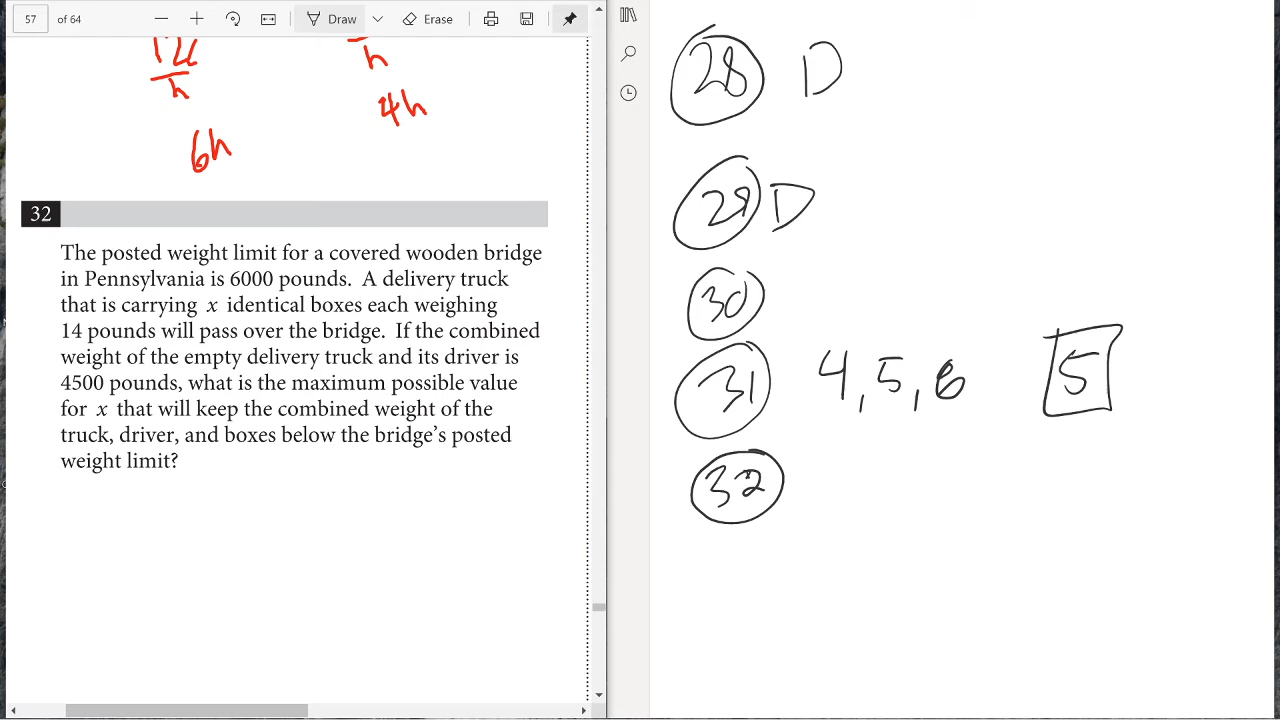 57 of 64 Draw Erase
h
h
4h
6h
32
The posted weight limit for a covered wooden bridge
in Pennsylvania is 6000 pounds. A delivery truck
that is carrying x identical boxes each weighing
14 pounds will pass over the bridge. If the combined
weight of the empty delivery truck and its driver is
4500 pounds, what is the maximum possible value
for x that will keep the combined weight of the
truck, driver, and boxes below the bridge's posted
weight limit?
28 D
29 D
30
31 4,5,6 5
32